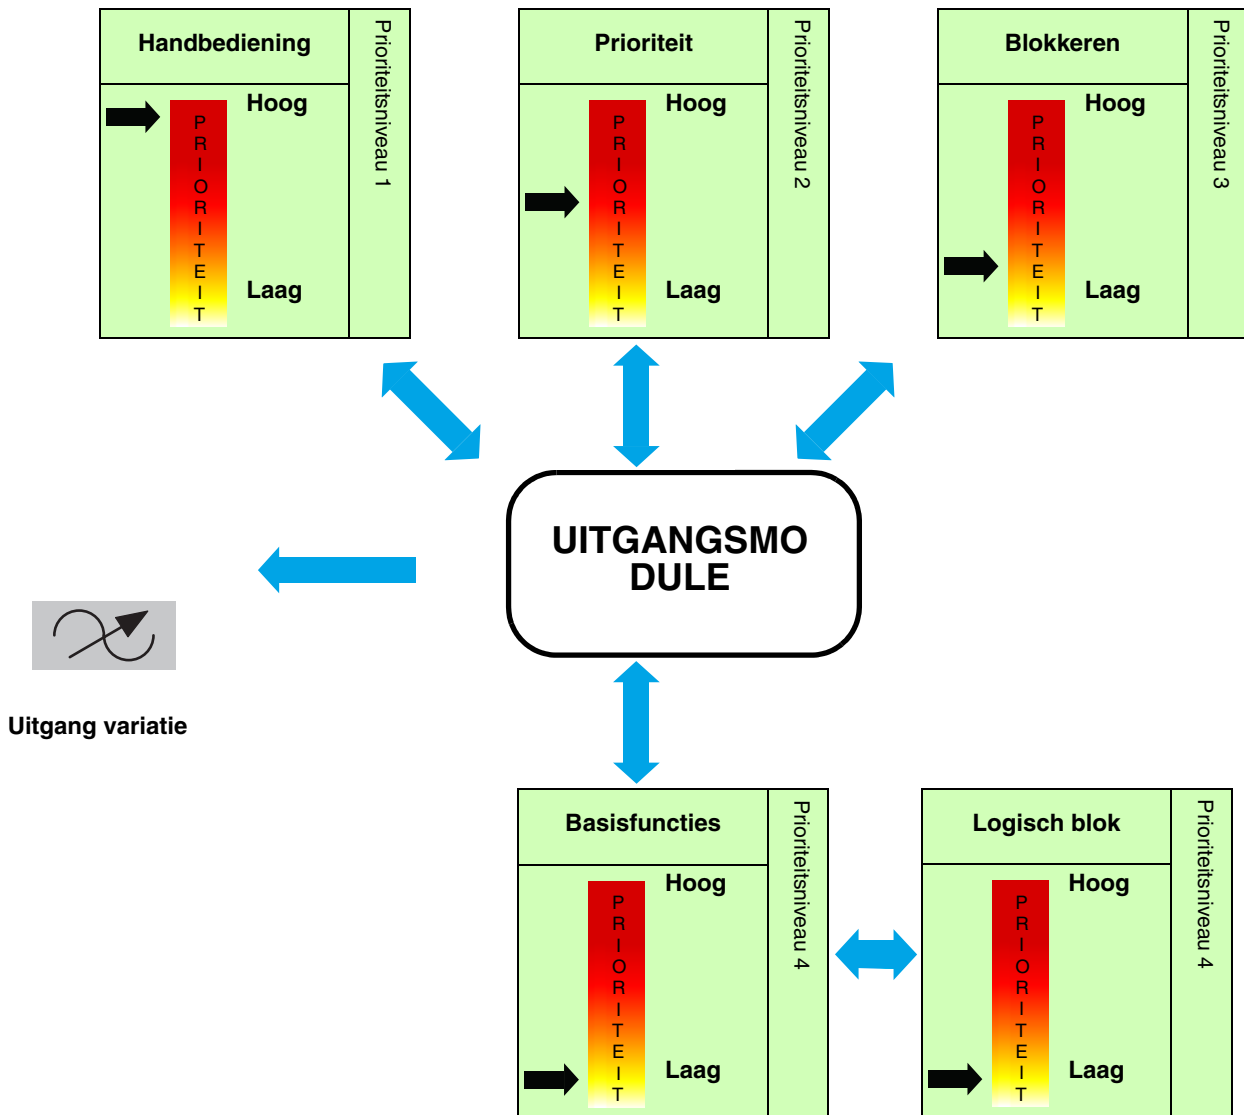 Handbediening
Prioriteitsniveau 1
Hoog
PRIORITEIT
Laag
Prioriteit
Prioriteitsniveau 2
Hoog
PRIORITEIT
Laag
Blokkeren
Prioriteitsniveau 3
Hoog
PRIORITEIT
Laag
UITGANGSMO
DULE
Uitgang variatie
Basisfuncties
Prioriteitsniveau 4
Hoog
PRIORITEIT
Laag
Logisch blok
Prioriteitsniveau 4
Hoog
PRIORITEIT
Laag